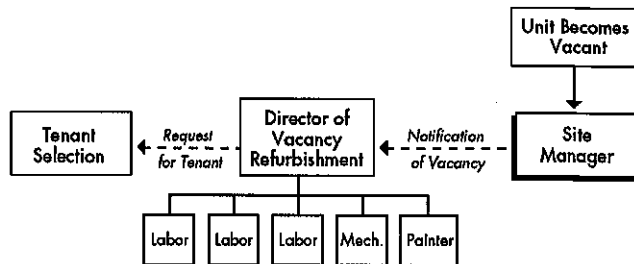 Unit Becomes
Vacant
Tenant
Selection
Request
for Tenant
Director of
Vacancy
Refurbishment
Notification
of Vacancy
Site
Manager
Labor
Labor
Labor
Mech.
Painter